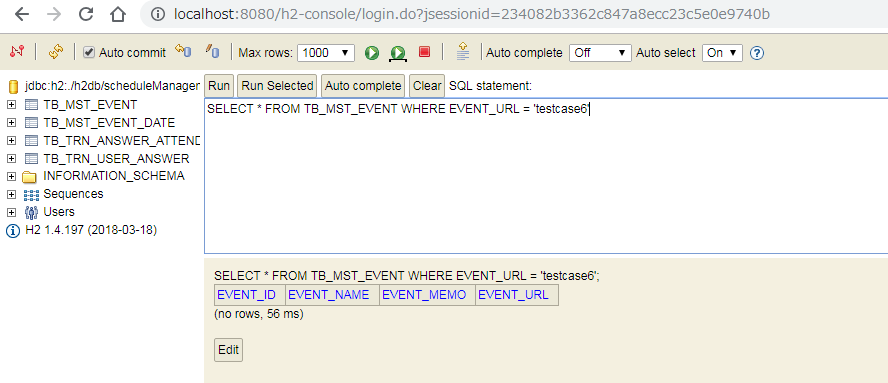 localhost:8080/h2-console/login.do?jsessionid=234082b3362c847a8ecc23c5e0e9740b
Auto commit Max rows: 1000 Auto complete Off Auto select On ?
jdbc:h2:./h2db/scheduleManager
TB_MST_EVENT
TB_MST_EVENT_DATE
TB_TRN_ANSWER_ATTEND
TB_TRN_USER_ANSWER
INFORMATION_SCHEMA
Sequences
Users
H2 1.4.197 (2018-03-18)
Run Run Selected Auto complete Clear SQL statement:
SELECT * FROM TB_MST_EVENT WHERE EVENT_URL = 'testcase6'
SELECT * FROM TB_MST_EVENT WHERE EVENT_URL = 'testcase6';
EVENT_ID EVENT_NAME EVENT_MEMO EVENT_URL
(no rows, 56 ms)
Edit